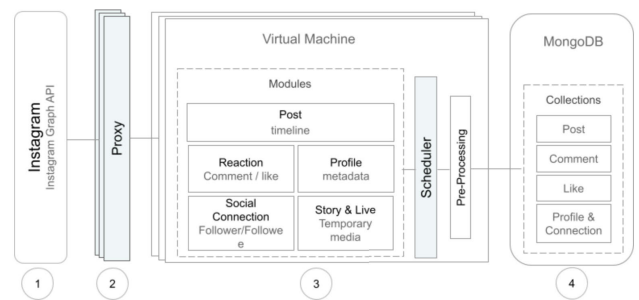 Instagram
Instagram Graph API
Proxy
Virtual Machine
Modules
Post
timeline
Reaction
Comment / like
Profile
metadata
Social
Connection
Follower/Followe
e
Story & Live
Temporary
media
Scheduler
Pre-Processing
MongoDB
Collections
Post
Comment
Like
Profile &
Connection
1
2
3
4